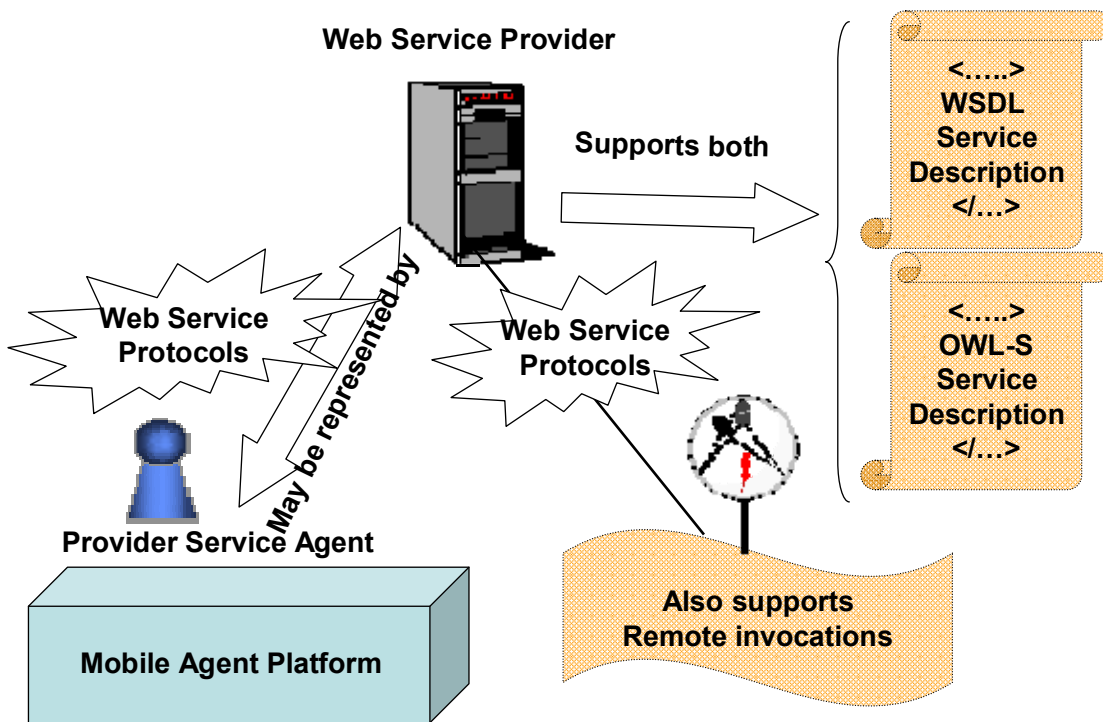 Web Service Provider
Supports both
<.....>
WSDL
Service
Description
</...>
<.....>
OWL-S
Service
Description
</...>
Web Service
Protocols
May be represented by
Web Service
Protocols
Provider Service Agent
Mobile Agent Platform
Also supports
Remote invocations